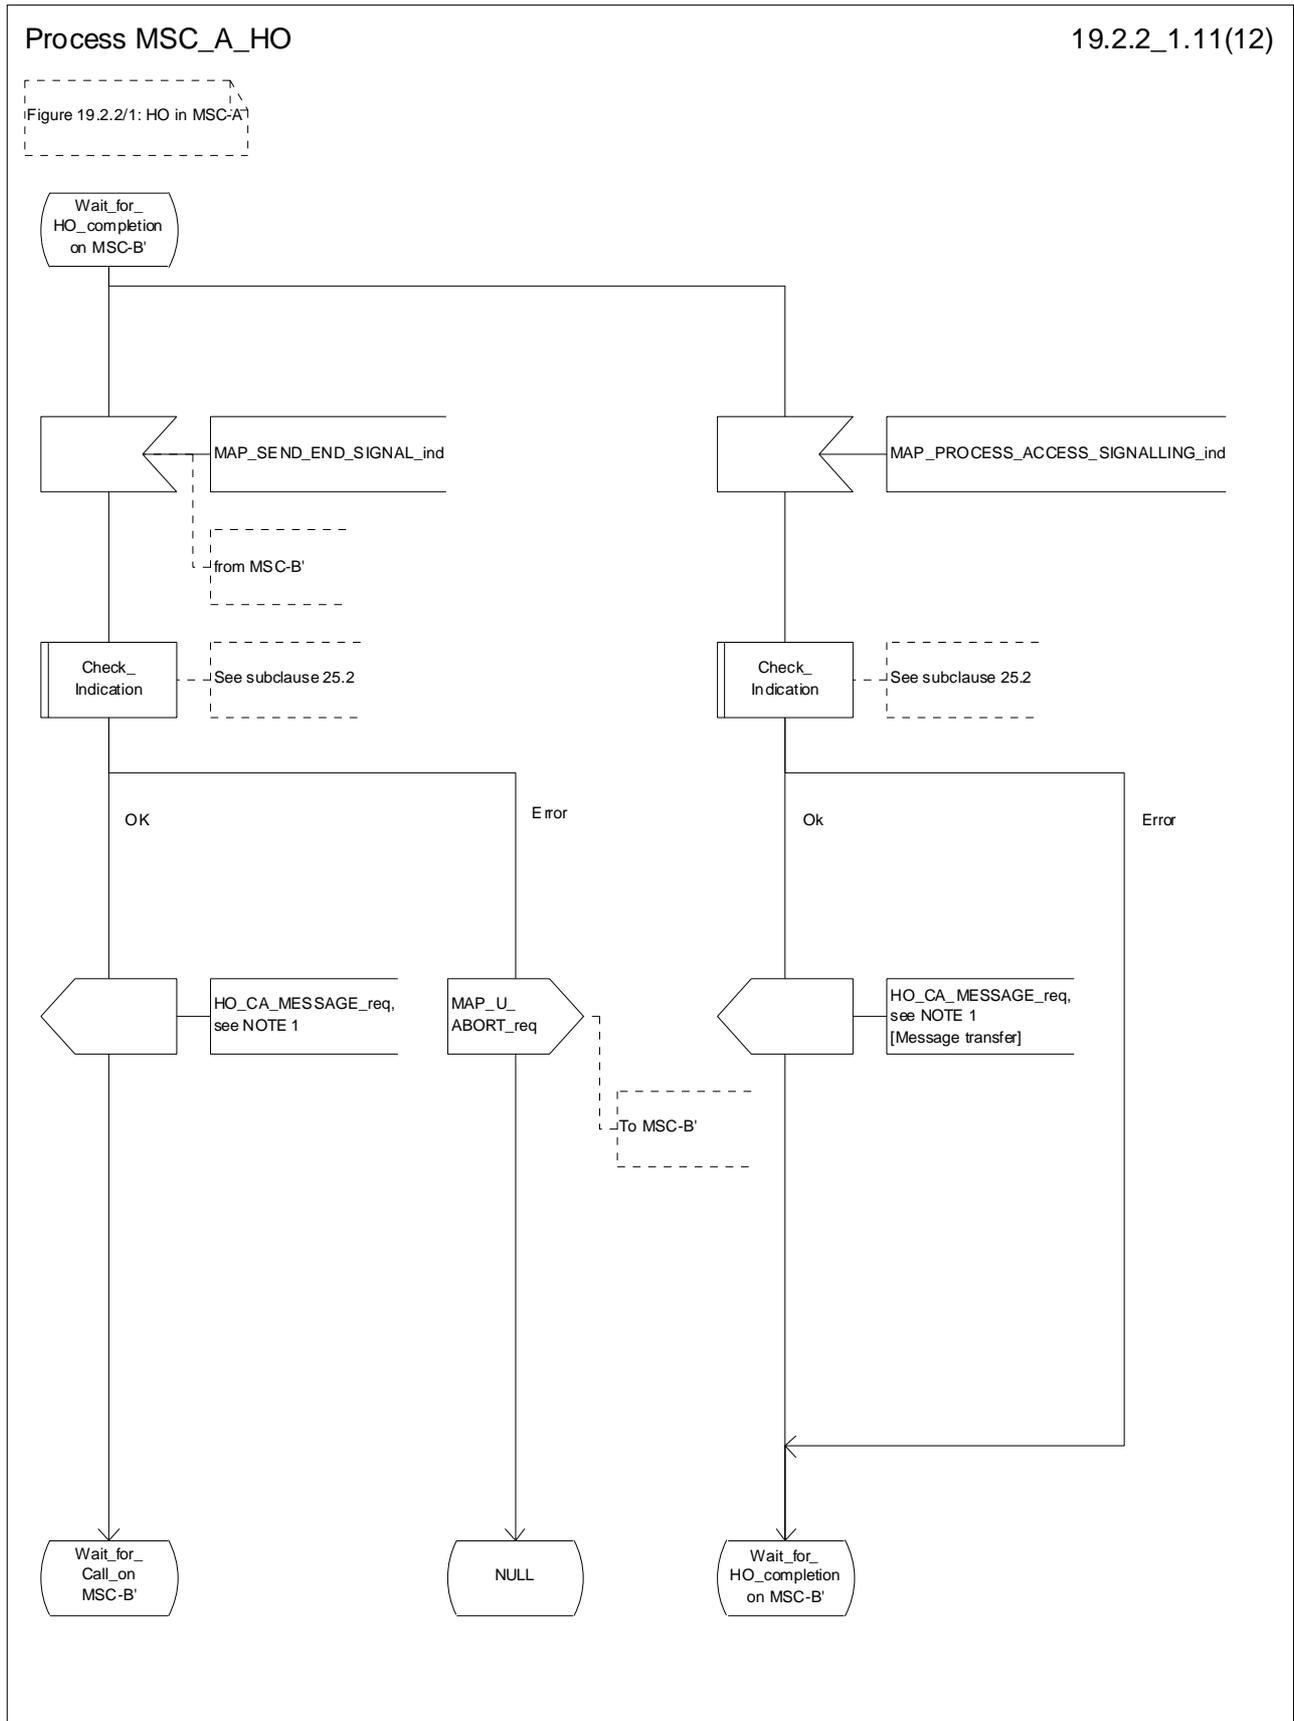 Process MSC_A_HO
19.2.2_1.11(12)
Figure 19.2.2/1: HO in MSC-A
Wait_for_
HO_completion
on MSC-B'
MAP_SEND_END_SIGNAL_ind
MAP_PROCESS_ACCESS_SIGNALLING_ind
from MSC-B'
Check_
Indication
See subclause 25.2
Check_
Indication
See subclause 25.2
OK
Error
Ok
Error
HO_CA_MESSAGE_req,
see NOTE 1
MAP_U_
ABORT_req
HO_CA_MESSAGE_req,
see NOTE 1
[Message transfer]
To MSC-B'
Wait_for_
Call_on
MSC-B'
NULL
Wait_for_
HO_completion
on MSC-B'